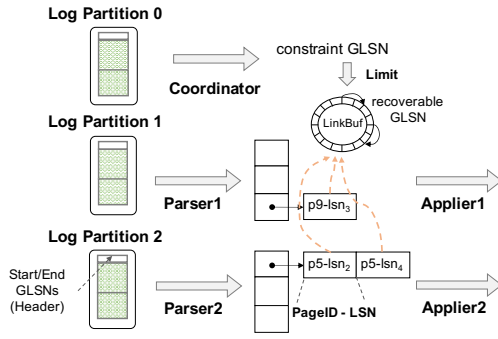 Log Partition 0
constraint GLSN
Coordinator
Limit
recoverable
GLSN
LinkBuf
Log Partition 1
Parser1
p9-lsn3
Applier1
Log Partition 2
Start/End
GLSNs
(Header)
p5-lsn2
p5-lsn4
Parser2
PageID - LSN
Applier2